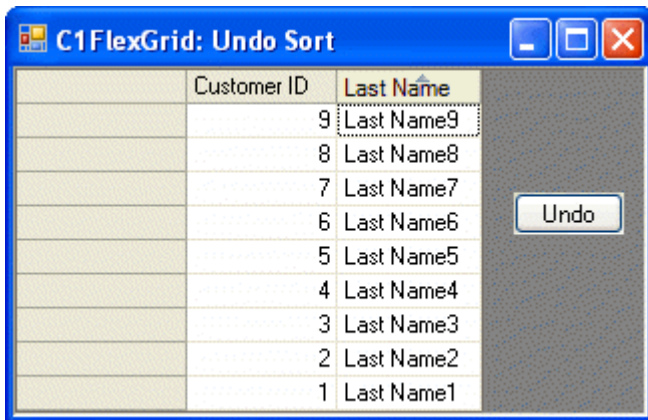 C1FlexGrid: Undo Sort
Customer ID Last Name
9 Last Name9
8 Last Name8
7 Last Name7
6 Last Name6
Undo
5 Last Name5
4 Last Name4
3 Last Name3
2 Last Name2
1 Last Name1